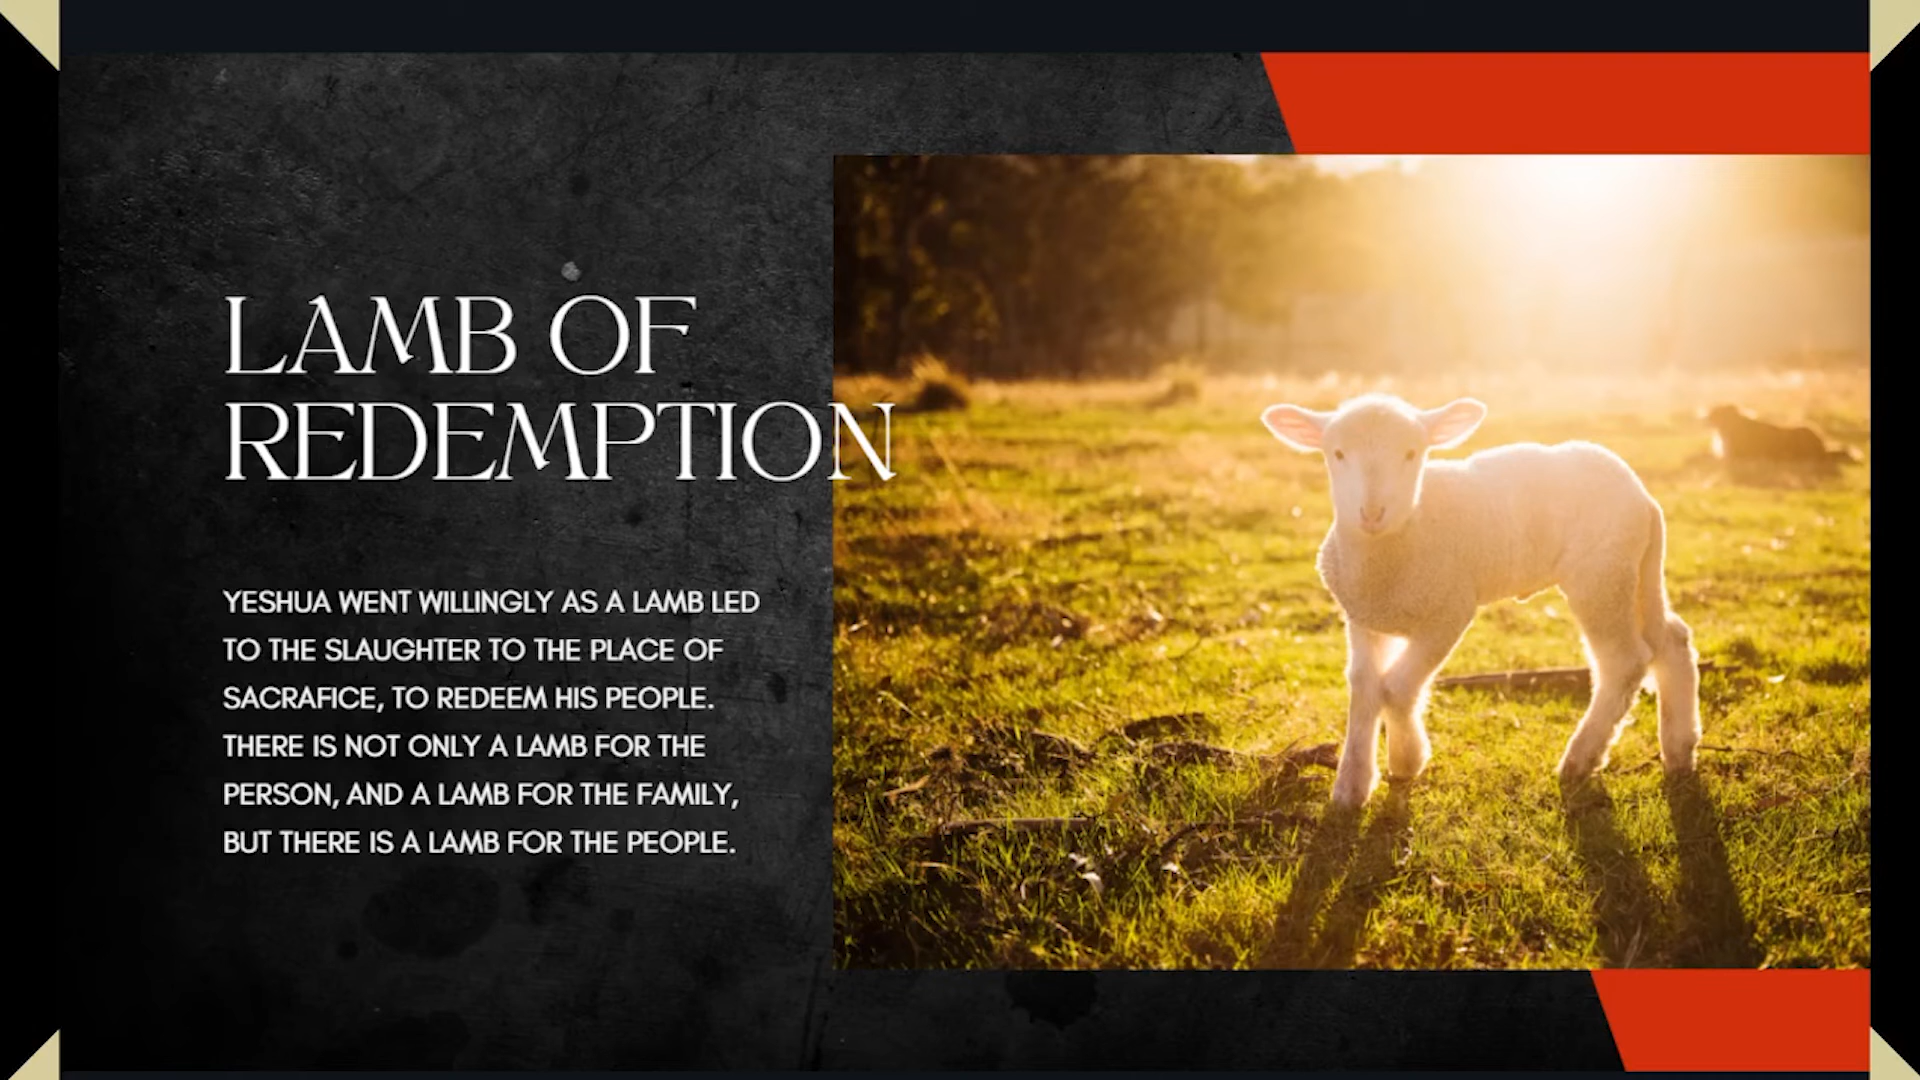 LAMB OF
REDEMPTION
YESHUA WENT WILLINGLY AS A LAMB LED
TO THE SLAUGHTER TO THE PLACE OF
SACRAFICE, TO REDEEM HIS PEOPLE.
THERE IS NOT ONLY A LAMB FOR THE
PERSON, AND A LAMB FOR THE FAMILY,
BUT THERE IS A LAMB FOR THE PEOPLE.